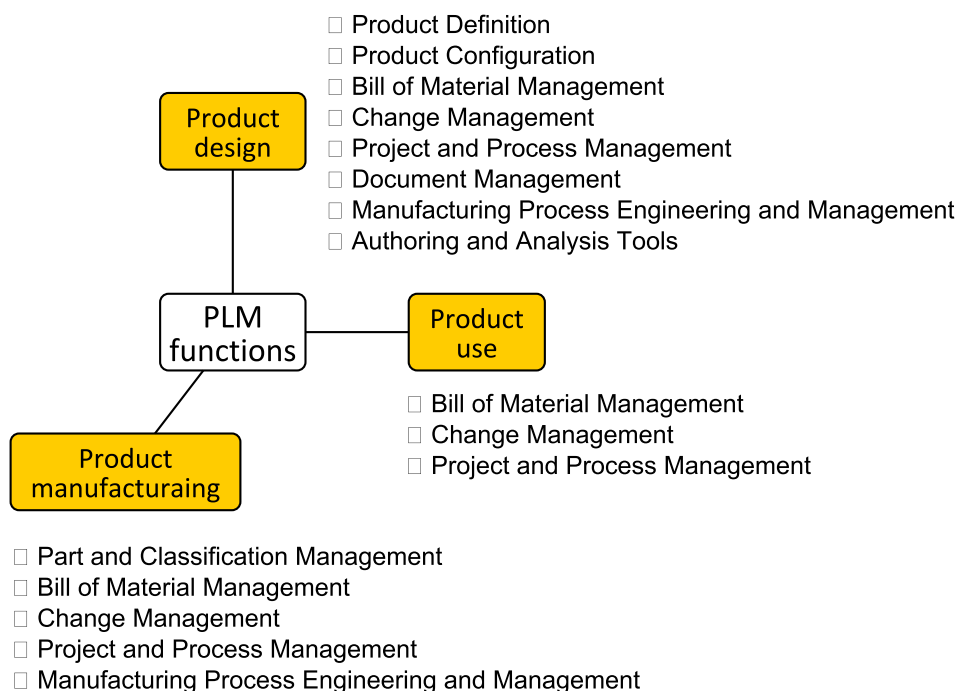 □ Product Definition
□ Product Configuration
□ Bill of Material Management
□ Change Management
□ Project and Process Management
□ Document Management
□ Manufacturing Process Engineering and Management
□ Authoring and Analysis Tools
Product
design
PLM
functions
Product
use
□ Bill of Material Management
□ Change Management
□ Project and Process Management
Product
manufacturaing
□ Part and Classification Management
□ Bill of Material Management
□ Change Management
□ Project and Process Management
□ Manufacturing Process Engineering and Management